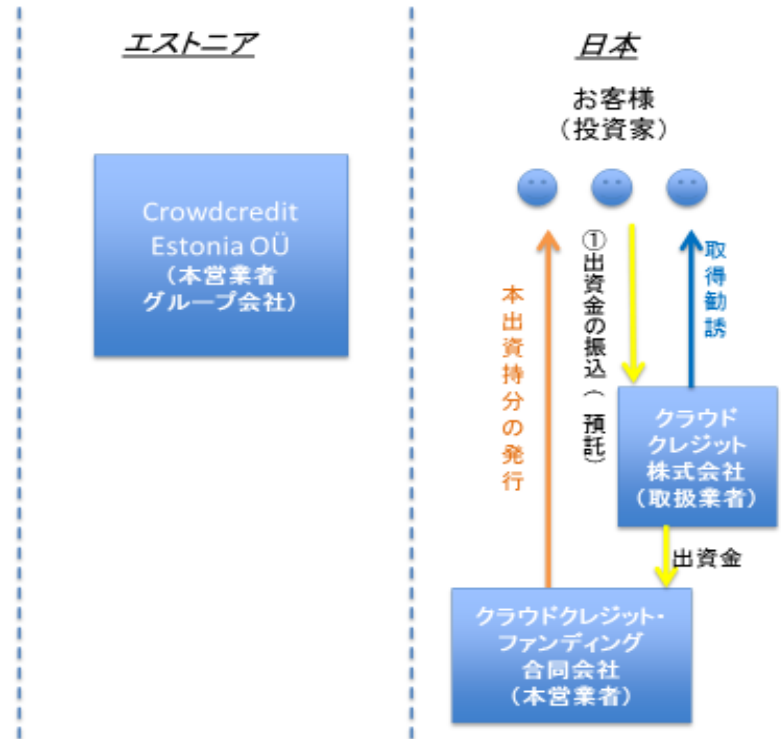 エストニア
Crowdcredit
Estonia OÜ
(本営業者
グループ会社)
日本
お客様
(投資家)
本出資持分の発行
①出資金の振込(預託)
取得勧誘
クラウド
クレジット
株式会社
(取扱業者)
出資金
クラウドクレジット・
ファンディング
合同会社
(本営業者)